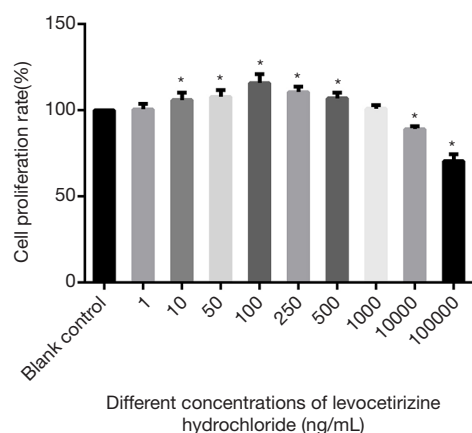 150
100
50
0
Cell proliferation rate(%)
* * * * * * *
Blank control 1 10 50 100 250 500 1000 10000 100000
Different concentrations of levocetirizine
hydrochloride (ng/mL)